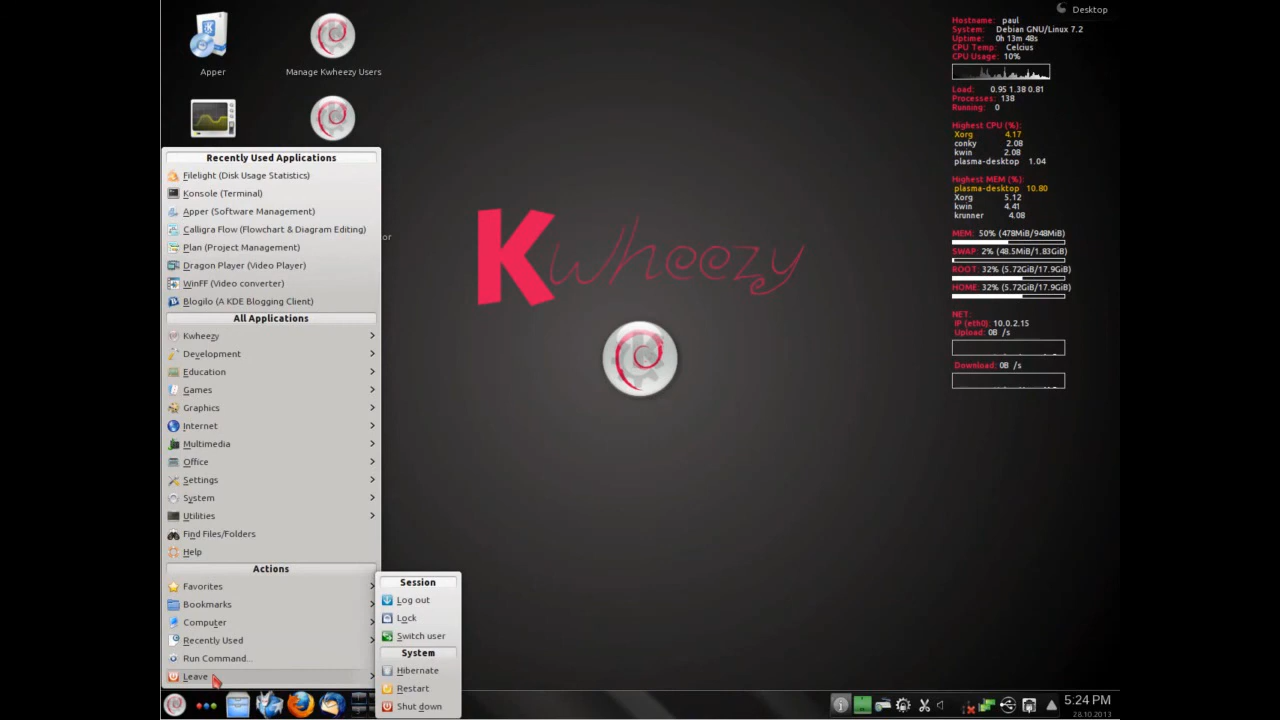 Desktop
Apper
Manage Kwheezy Users
Hostname: paul
System: Debian GNU/Linux 7.2
Uptime: 0h 13m 48s
CPU Temp: Celcius
CPU Usage: 10%
Load: 0.95 1.38 0.81
Processes: 138
Running: 0
Highest CPU (%):
Xorg 4.17
conky 2.08
kwin 2.08
plasma-desktop 1.04
Highest MEM (%):
plasma-desktop 10.80
Xorg 5.12
kwin 4.41
krunner 4.08
MEM: 50% (478MiB/948MiB)
SWAP: 2% (48.5MiB/1.83GiB)
ROOT: 32% (5.72GiB/17.9GiB)
HOME: 32% (5.72GiB/17.9GiB)
NET:
IP (eth0): 10.0.2.15
Upload: 0B /s
Download: 0B /s
Kwheezy
Recently Used Applications
Filelight (Disk Usage Statistics)
Konsole (Terminal)
Apper (Software Management)
Calligra Flow (Flowchart & Diagram Editing)
Plan (Project Management)
Dragon Player (Video Player)
WinFF (Video converter)
Blogilo (A KDE Blogging Client)
All Applications
Kwheezy
Development
Education
Games
Graphics
Internet
Multimedia
Office
Settings
System
Utilities
Find Files/Folders
Help
Actions
Favorites
Bookmarks
Computer
Recently Used
Run Command...
Leave
Session
Log out
Lock
Switch user
System
Hibernate
Restart
Shut down
5:24 PM
28.10.2013